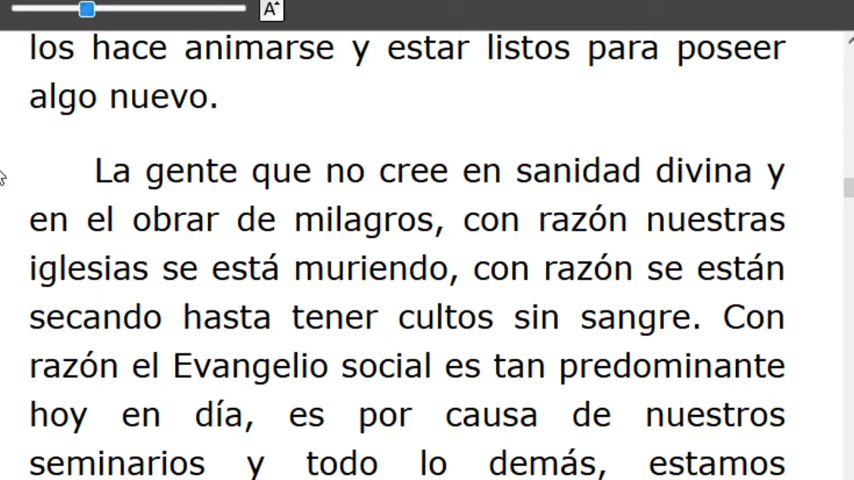 A
los hace animarse y estar listos para poseer
algo nuevo.
La gente que no cree en sanidad divina y
en el obrar de milagros, con razón nuestras
iglesias se está muriendo, con razón se están
secando hasta tener cultos sin sangre. Con
razón el Evangelio social es tan predominante
hoy en día, es por causa de nuestros
seminarios y todo lo demás, estamos